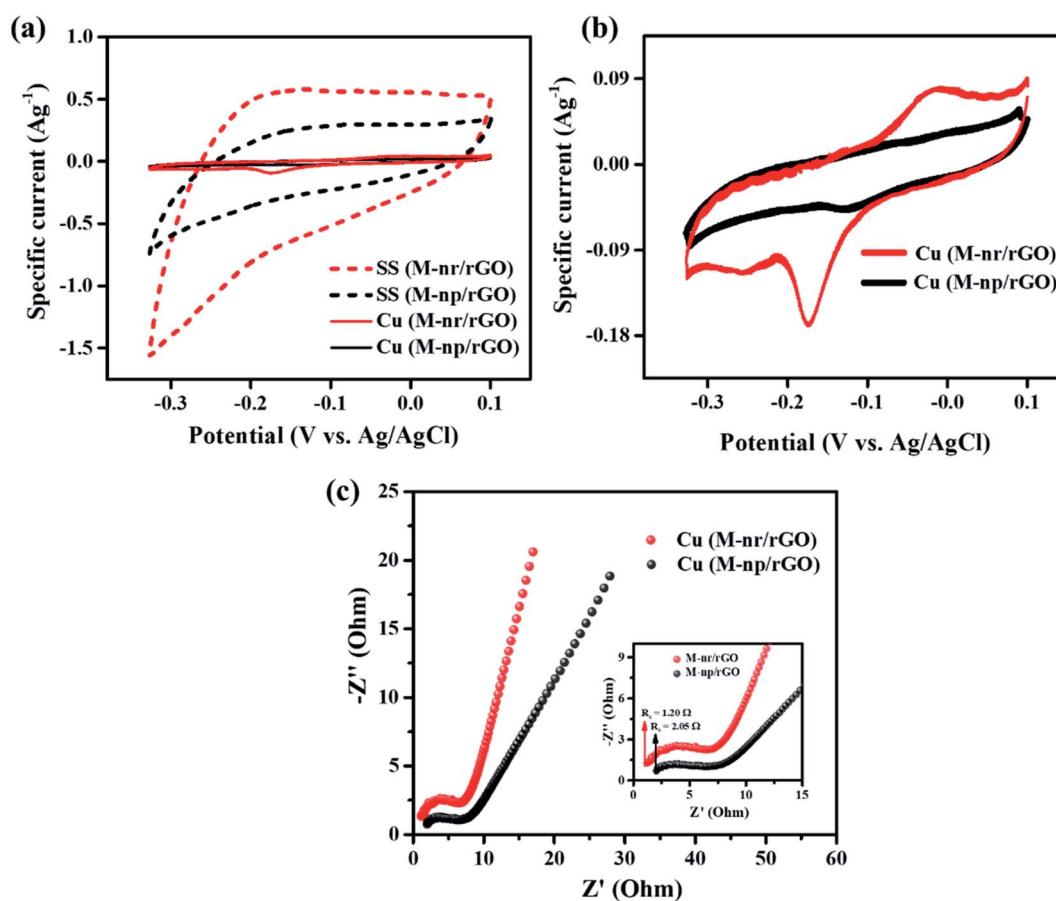 (a)
1.0
0.5
0.0
-0.5
-1.0
-1.5
Specific current (Ag⁻¹)
SS (M-nr/rGO)
SS (M-np/rGO)
Cu (M-nr/rGO)
Cu (M-np/rGO)
-0.3 -0.2 -0.1 0.0 0.1
Potential (V vs. Ag/AgCl)
(b)
0.09
0.00
-0.09
-0.18
Specific current (Ag⁻¹)
Cu (M-nr/rGO)
Cu (M-np/rGO)
-0.3 -0.2 -0.1 -0.0 0.1
Potential (V vs. Ag/AgCl)
(c)
25
20
15
10
5
0
-Z'' (Ohm)
Cu (M-nr/rGO)
Cu (M-np/rGO)
9
6
3
0
-Z'' (Ohm)
M-nr/rGO
M-np/rGO
Rs = 1.20 Ω
Rs = 2.05 Ω
0 5 10 15
Z' (Ohm)
0 10 20 30 40 50 60
Z' (Ohm)